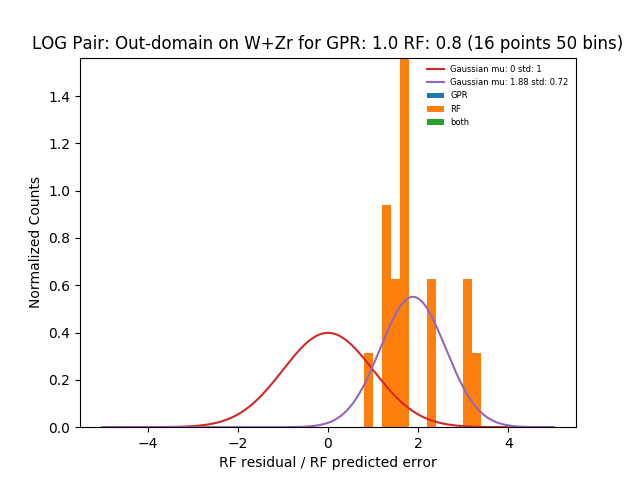 LOG Pair: Out-domain on W+Zr for GPR: 1.0 RF: 0.8 (16 points 50 bins)
Gaussian mu: 0 std: 1
Gaussian mu: 1.88 std: 0.72
GPR
RF
both
Normalized Counts
1.4
1.2
1.0
0.8
0.6
0.4
0.2
0.0
−4
−2
0
2
4
RF residual / RF predicted error